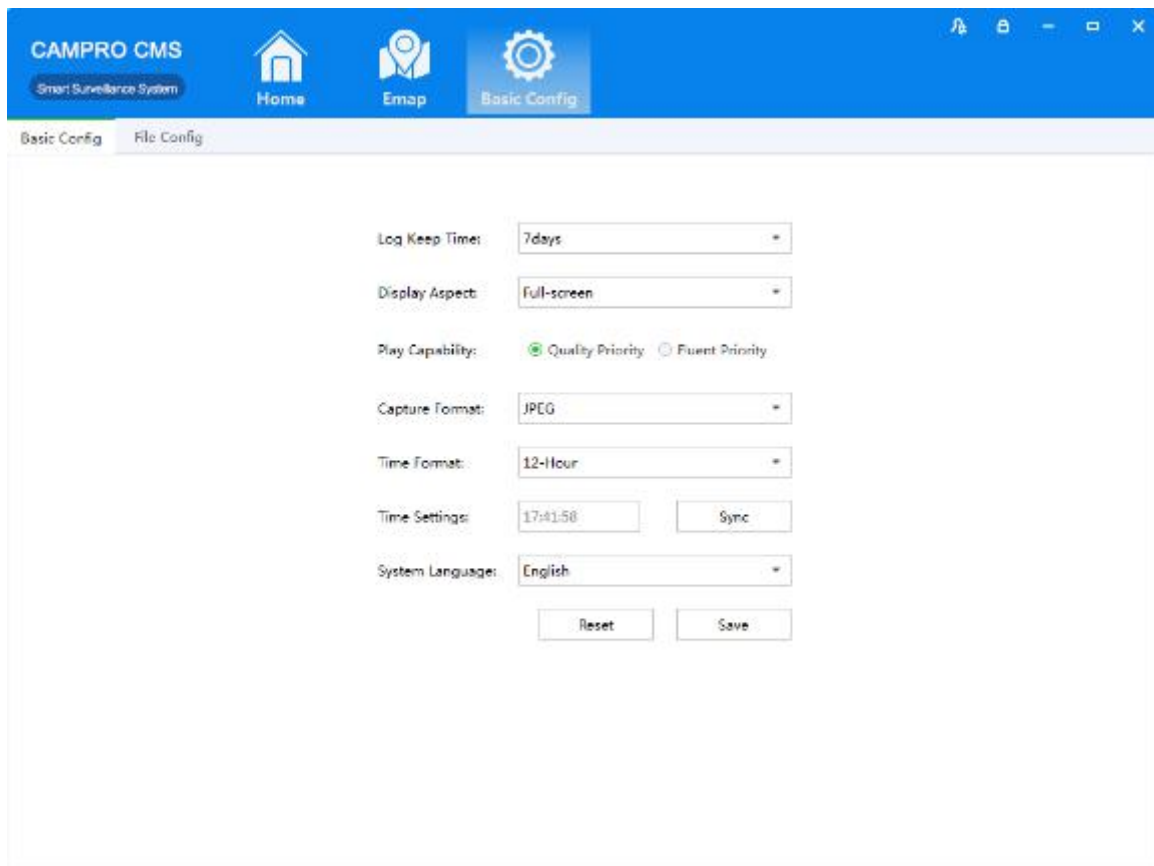 CAMPRO CMS
Smart Surveillance System
Home
Emap
Basic Config
Basic Config File Config
Log Keep Time: 7days
Display Aspect: Full-screen
Play Capability: Quality Priority Fluent Priority
Capture Format: JPEG
Time Format: 12-Hour
Time Settings: 17:41:58 Sync
System Language: English
Reset Save